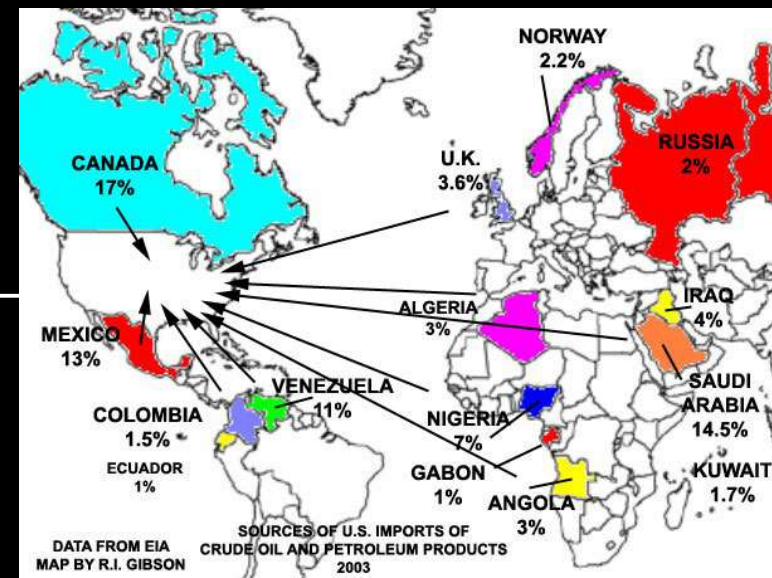 NORWAY
2.2%
RUSSIA
2%
U.K.
3.6%
CANADA
17%
ALGERIA
3%
IRAQ
4%
MEXICO
13%
SAUDI
ARABIA
14.5%
VENEZUELA
11%
COLOMBIA
1.5%
NIGERIA
7%
ECUADOR
1%
GABON
1%
KUWAIT
1.7%
ANGOLA
3%
SOURCES OF U.S. IMPORTS OF
CRUDE OIL AND PETROLEUM PRODUCTS
2003
DATA FROM EIA
MAP BY R.I. GIBSON